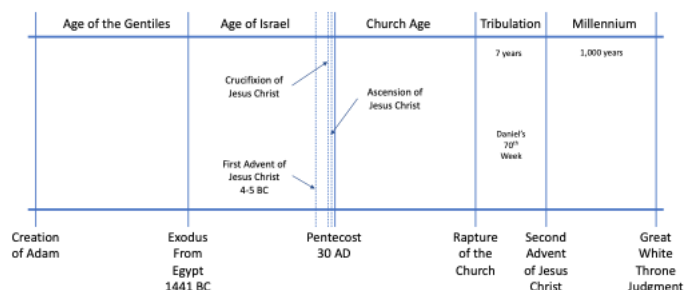 Age of the Gentiles
Age of Israel
Church Age
Tribulation
Millennium
7 years
1,000 years
Crucifixion of
Jesus Christ
Ascension of
Jesus Christ
Daniel's
70th
Week
First Advent of
Jesus Christ
4-5 BC
Creation
of Adam
Exodus
From
Egypt
1441 BC
Pentecost
30 AD
Rapture
of the
Church
Second
Advent
of Jesus
Christ
Great
White
Throne
Judgment